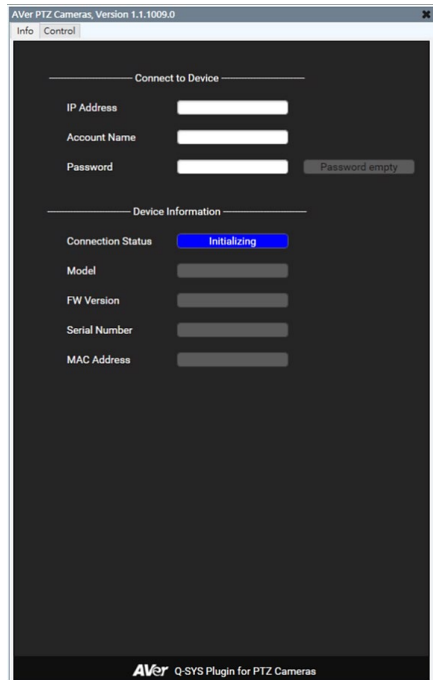 AVer PTZ Cameras, Version 1.1.1009.0
Info Control
Connect to Device
IP Address
Account Name
Password Password empty
Device Information
Connection Status Initializing
Model
FW Version
Serial Number
MAC Address
AVer Q-SYS Plugin for PTZ Cameras